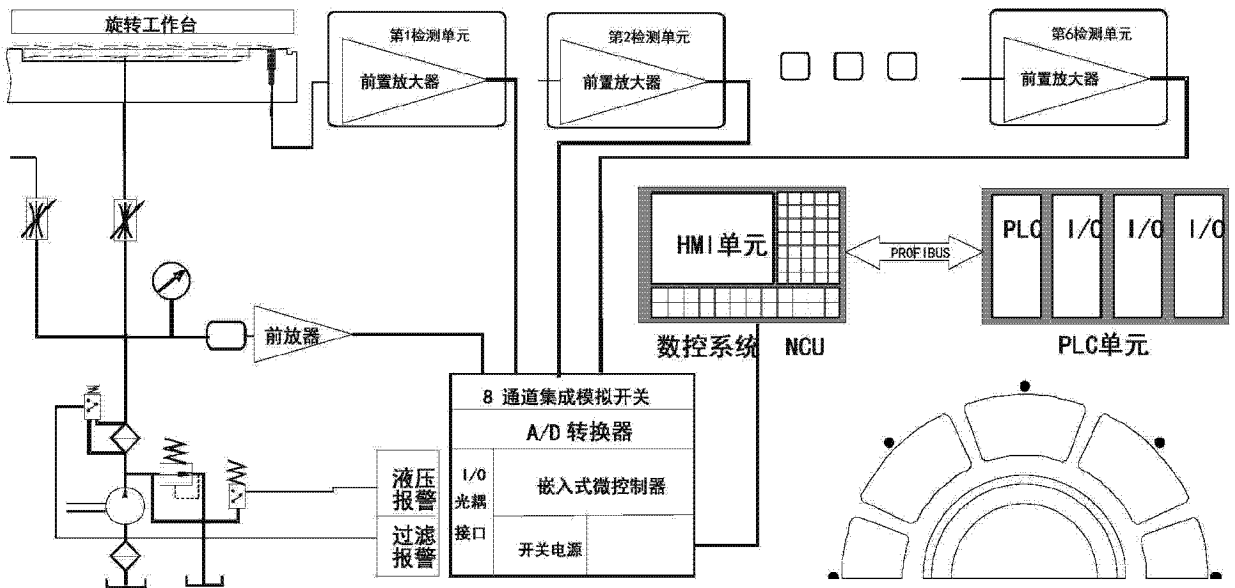 旋转工作台
第1检测单元
前置放大器
第2检测单元
前置放大器
第6检测单元
前置放大器
HMI单元
PROFIBUS
PLC I/O I/O I/O
数控系统 NCU
PLC单元
前放器
8 通道集成模拟开关
A/D 转换器
液压
报警
过滤
报警
I/O
光耦
接口
嵌入式微控制器
开关电源